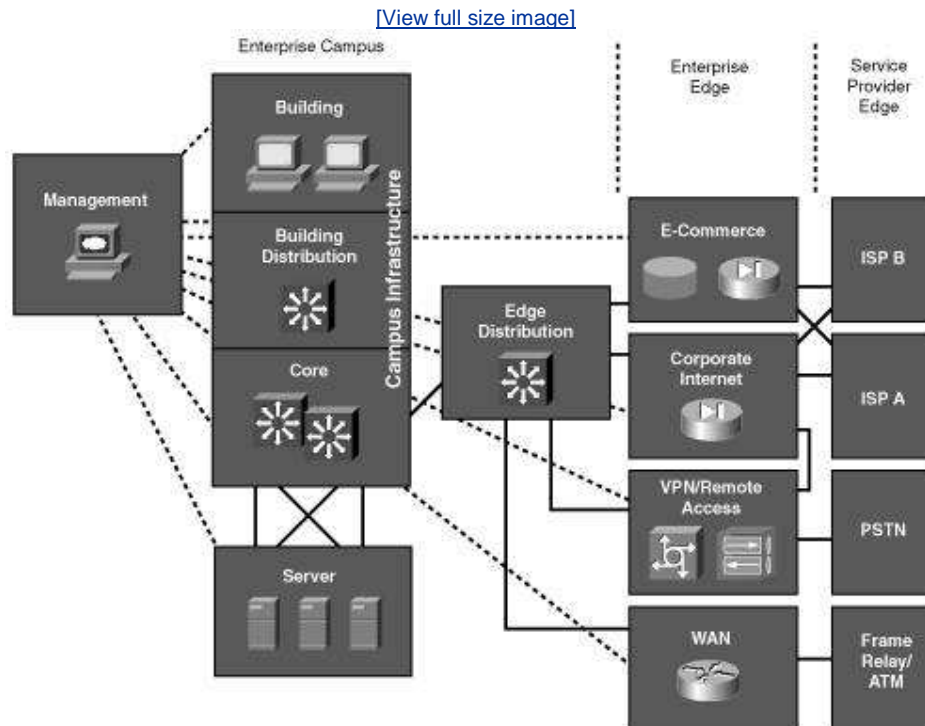 [View full size image]
Enterprise Campus
Enterprise
Edge
Service
Provider
Edge
Building
Management
Building
Distribution
Campus Infrastructure
Core
Server
Edge
Distribution
E-Commerce
Corporate
Internet
VPN/Remote
Access
WAN
ISP B
ISP A
PSTN
Frame
Relay/
ATM